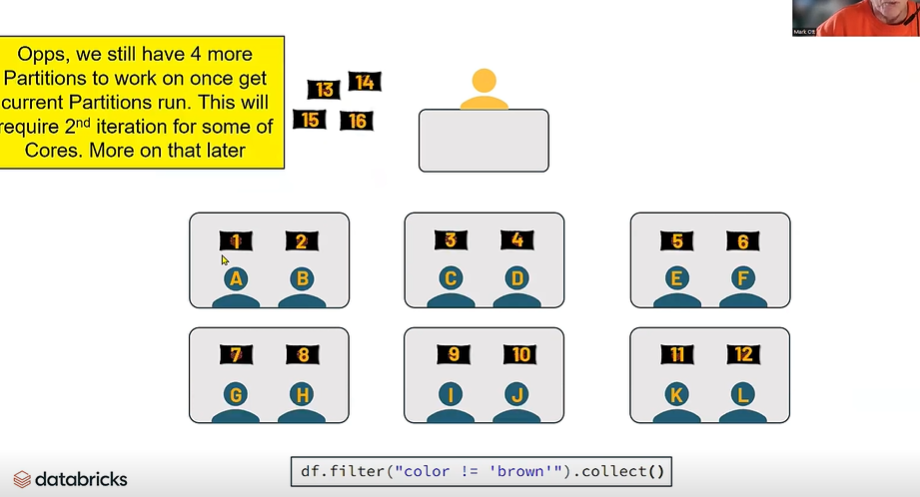 Mark Ott
Opps, we still have 4 more
Partitions to work on once get
current Partitions run. This will
require 2nd iteration for some of
Cores. More on that later
13 14
15 16
1 2 3 4 5 6
A B C D E F
7 8 9 10 11 12
G H I J K L
databricks
df.filter("color != 'brown'").collect()